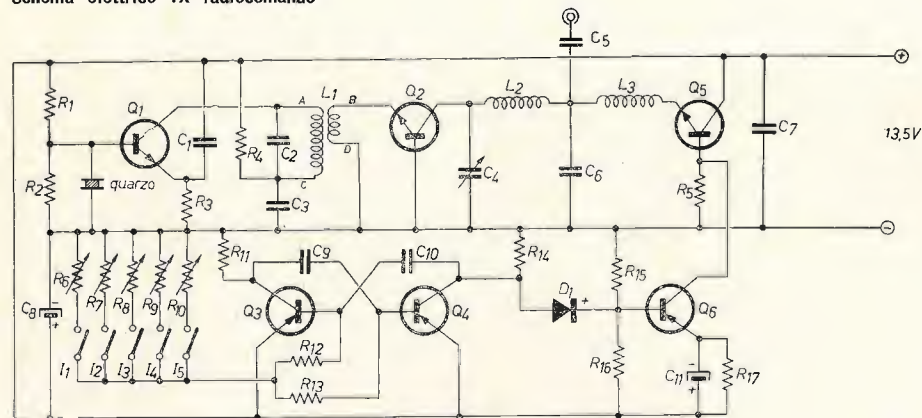 Schema elettrico TX radiocomando
C5
R1
Q1
C1
R4
C2
A
L1
B
D
C
Q2
L2
L3
Q5
C7
13,5V
R2
quarzo
R3
C3
C4
C6
R5
R6
R7
R8
R9
R10
R11
C9
C10
R14
R15
D1
Q3
Q4
Q6
C8
R12
R13
R16
C11
R17
I1
I2
I3
I4
I5